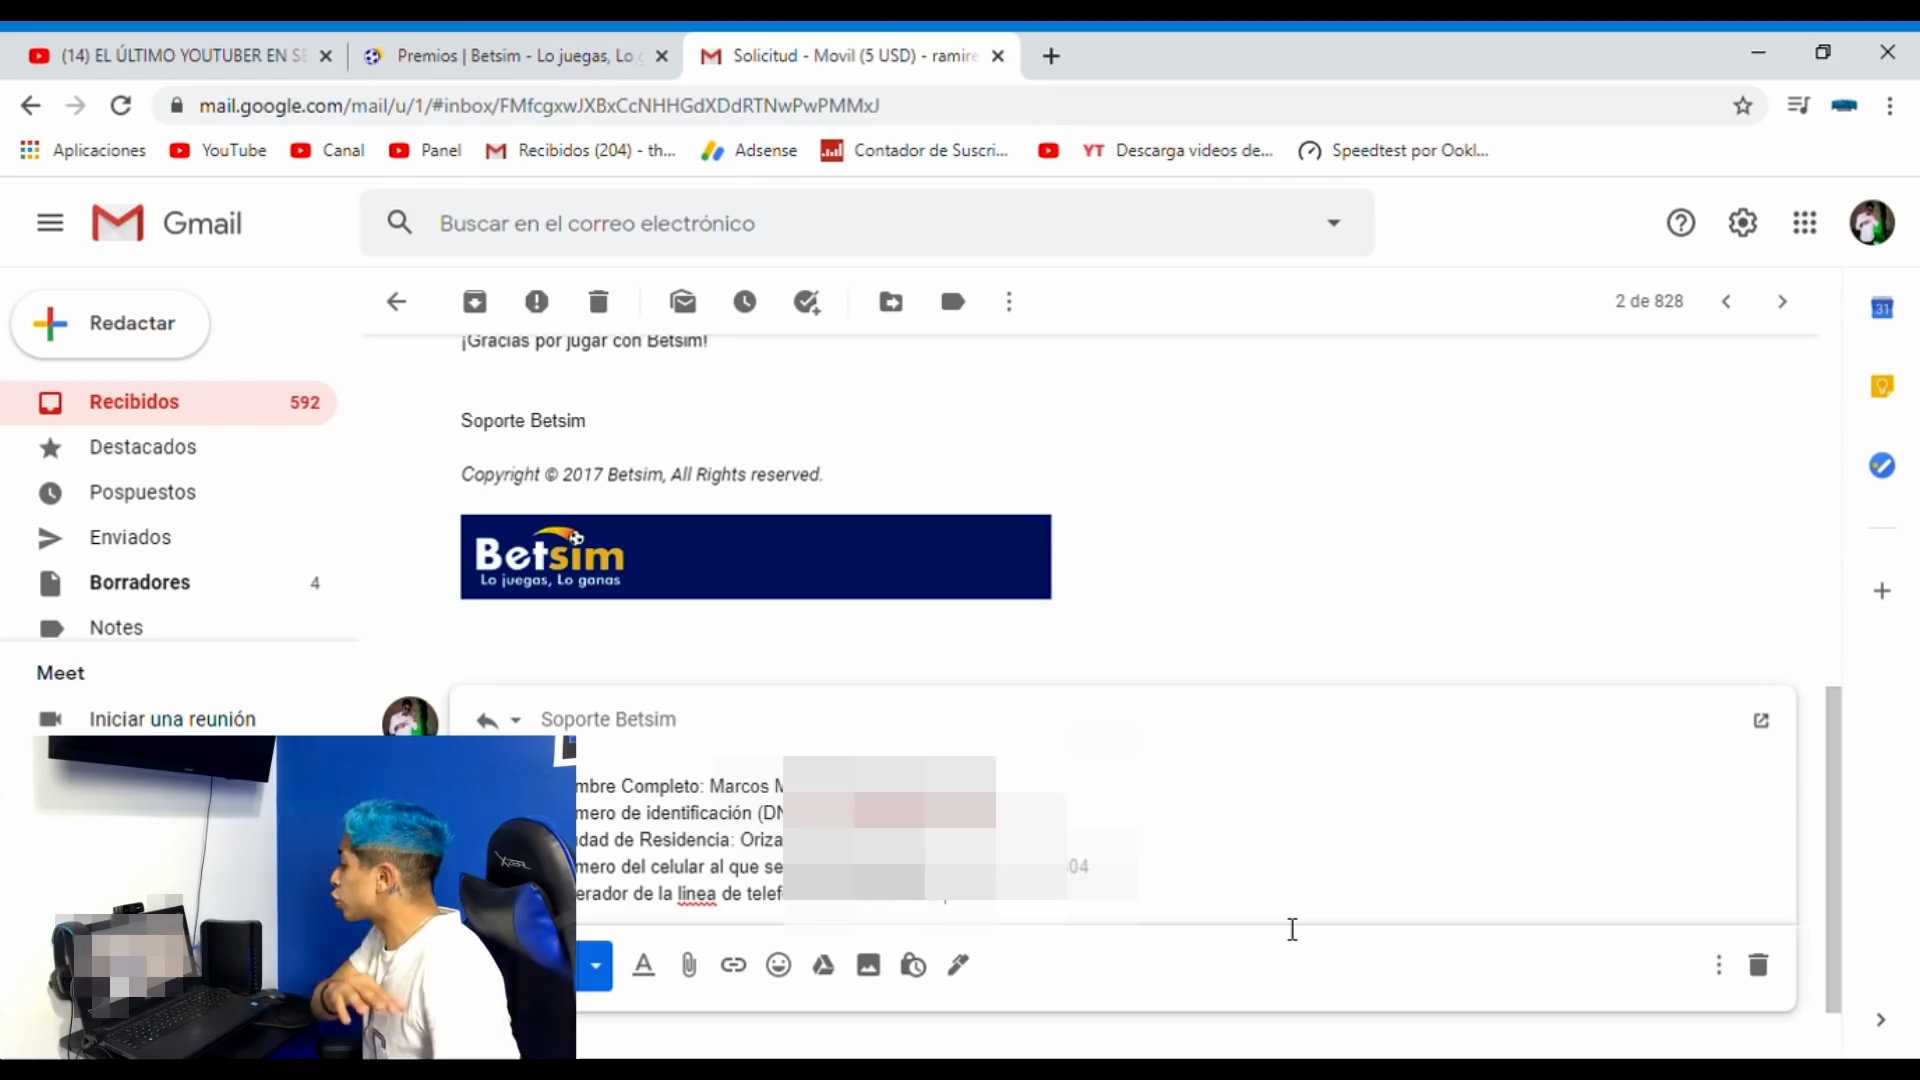 (14) EL ÚLTIMO YOUTUBER EN SE
Premios | Betsim - Lo juegas, Lo g
Solicitud - Movil (5 USD) - ramire
mail.google.com/mail/u/1/#inbox/FMfcgxwJXBxCcNHHGdXDdRTNwPwPMMxJ
Aplicaciones
YouTube
Canal
Panel
Recibidos (204) - th...
Adsense
Contador de Suscri...
YT Descarga videos de...
Speedtest por Ookl...
Gmail
Buscar en el correo electrónico
Redactar
2 de 828
31
Recibidos 592
Destacados
Pospuestos
Enviados
Borradores 4
Notes
Meet
Iniciar una reunión
¡Gracias por jugar con Betsim!
Soporte Betsim
Copyright © 2017 Betsim, All Rights reserved.
Betsim
Lo juegas, Lo ganas
Soporte Betsim
mbre Completo: Marcos M
mero de identificación (DN
dad de Residencia: Oriza
mero del celular al que se 04
erador de la linea de telef